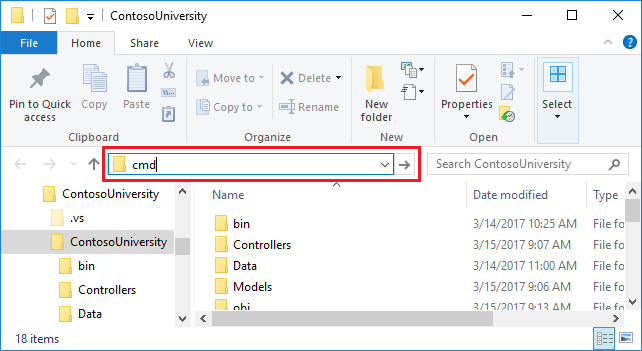 ContosoUniversity
File Home Share View
Pin to Quick access
Copy
Paste
Move to
Copy to
Delete
Rename
New folder
Properties
Select
Clipboard Organize New Open
cmd
Search ContosoUniversity
ContosoUniversity
.vs
ContosoUniversity
bin
Controllers
Data
Name Date modified Type
bin 3/14/2017 10:25 AM File fo
Controllers 3/15/2017 9:07 AM File fo
Data 3/14/2017 11:00 AM File fo
Models 3/15/2017 9:06 AM File fo
obj 3/15/2017 9:13 AM File fo
18 items